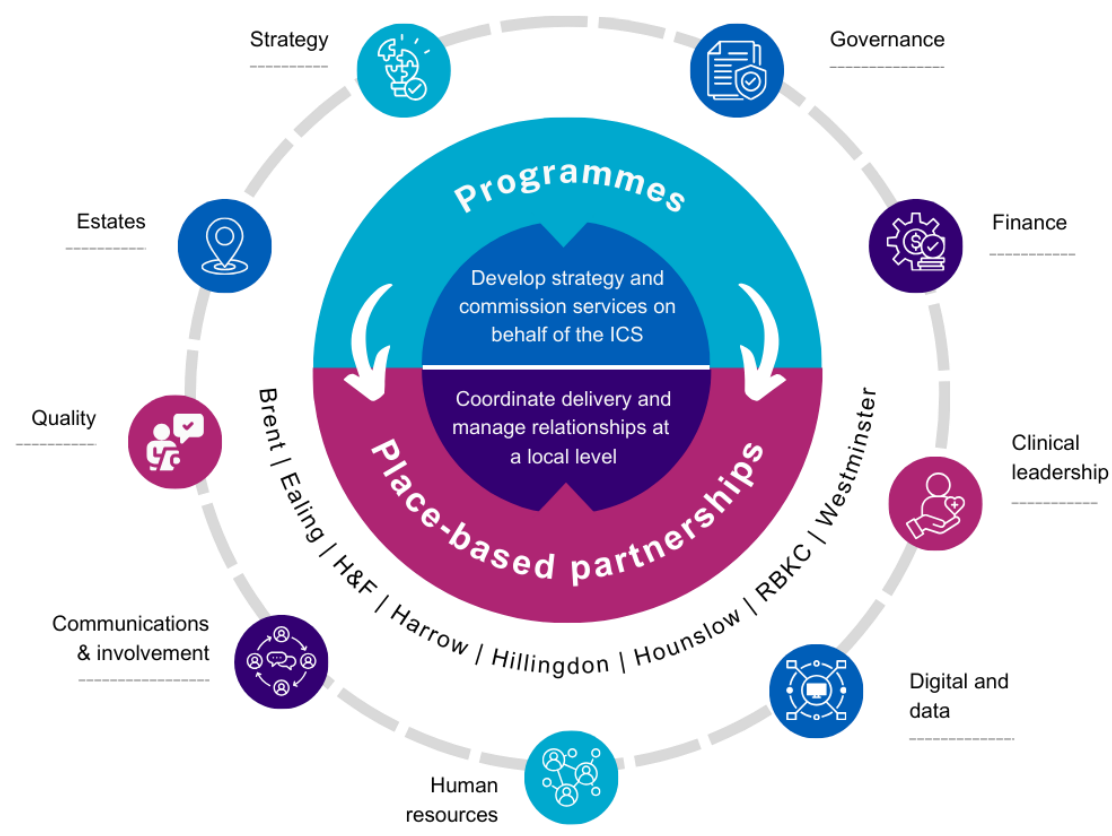 Strategy
Governance
Estates
Finance
Quality
Clinical
leadership
Communications
& involvement
Digital and
data
Human
resources
Programmes
Develop strategy and
commission services on
behalf of the ICS
Coordinate delivery and
manage relationships at
a local level
Place-based partnerships
Brent | Ealing | H&F | Harrow | Hillingdon | Hounslow | RBKC | Westminster
$